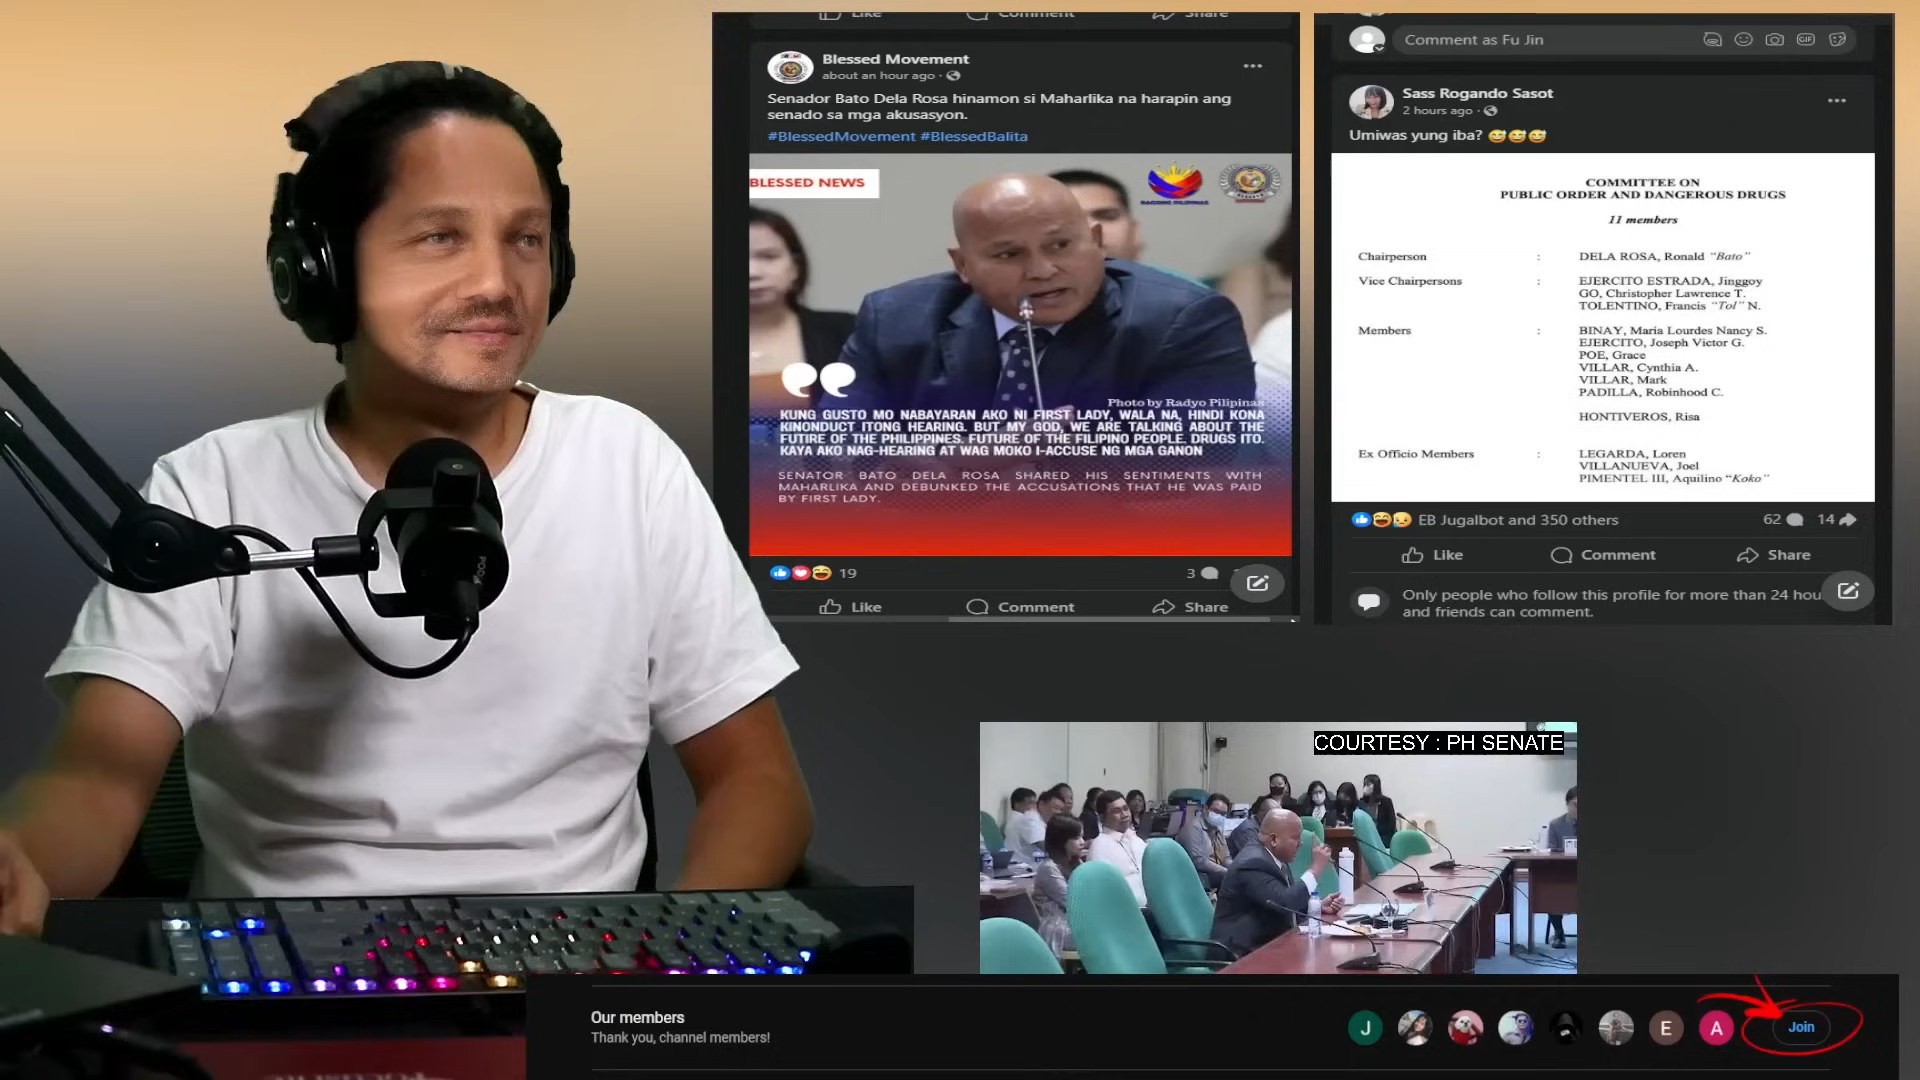 Like Comment Share
Blessed Movement
about an hour ago
Senador Bato Dela Rosa hinamon si Maharlika na harapin ang
senado sa mga akusasyon.
#BlessedMovement #BlessedBalita
BLESSED NEWS
BAGONG PILIPINAS
Photo by Radyo Pilipinas
KUNG GUSTO MO NABAYARAN AKO NI FIRST LADY, WALA NA, HINDI KONA
KINONDUCT ITONG HEARING. BUT MY GOD, WE ARE TALKING ABOUT THE
FUTIRE OF THE PHILIPPINES. FUTURE OF THE FILIPINO PEOPLE. DRUGS ITO.
KAYA AKO NAG-HEARING AT WAG MOKO I-ACCUSE NG MGA GANON
SENATOR BATO DELA ROSA SHARED HIS SENTIMENTS WITH
MAHARLIKA AND DEBUNKED THE ACCUSATIONS THAT HE WAS PAID
BY FIRST LADY.
19 3
Like Comment Share
Comment as Fu Jin
GIF
Sass Rogando Sasot
2 hours ago
Umiwas yung iba? 😅😅😅
COMMITTEE ON
PUBLIC ORDER AND DANGEROUS DRUGS
11 members
Chairperson : DELA ROSA, Ronald "Bato"
Vice Chairpersons : EJERCITO ESTRADA, Jinggoy
GO, Christopher Lawrence T.
TOLENTINO, Francis "Tol" N.
Members : BINAY, Maria Lourdes Nancy S.
EJERCITO, Joseph Victor G.
POE, Grace
VILLAR, Cynthia A.
VILLAR, Mark
PADILLA, Robinhood C.
HONTIVEROS, Risa
Ex Officio Members : LEGARDA, Loren
VILLANUEVA, Joel
PIMENTEL III, Aquilino "Koko"
EB Jugalbot and 350 others 62 14
Like Comment Share
Only people who follow this profile for more than 24 hou
and friends can comment.
COURTESY : PH SENATE
Our members
Thank you, channel members!
J E A Join